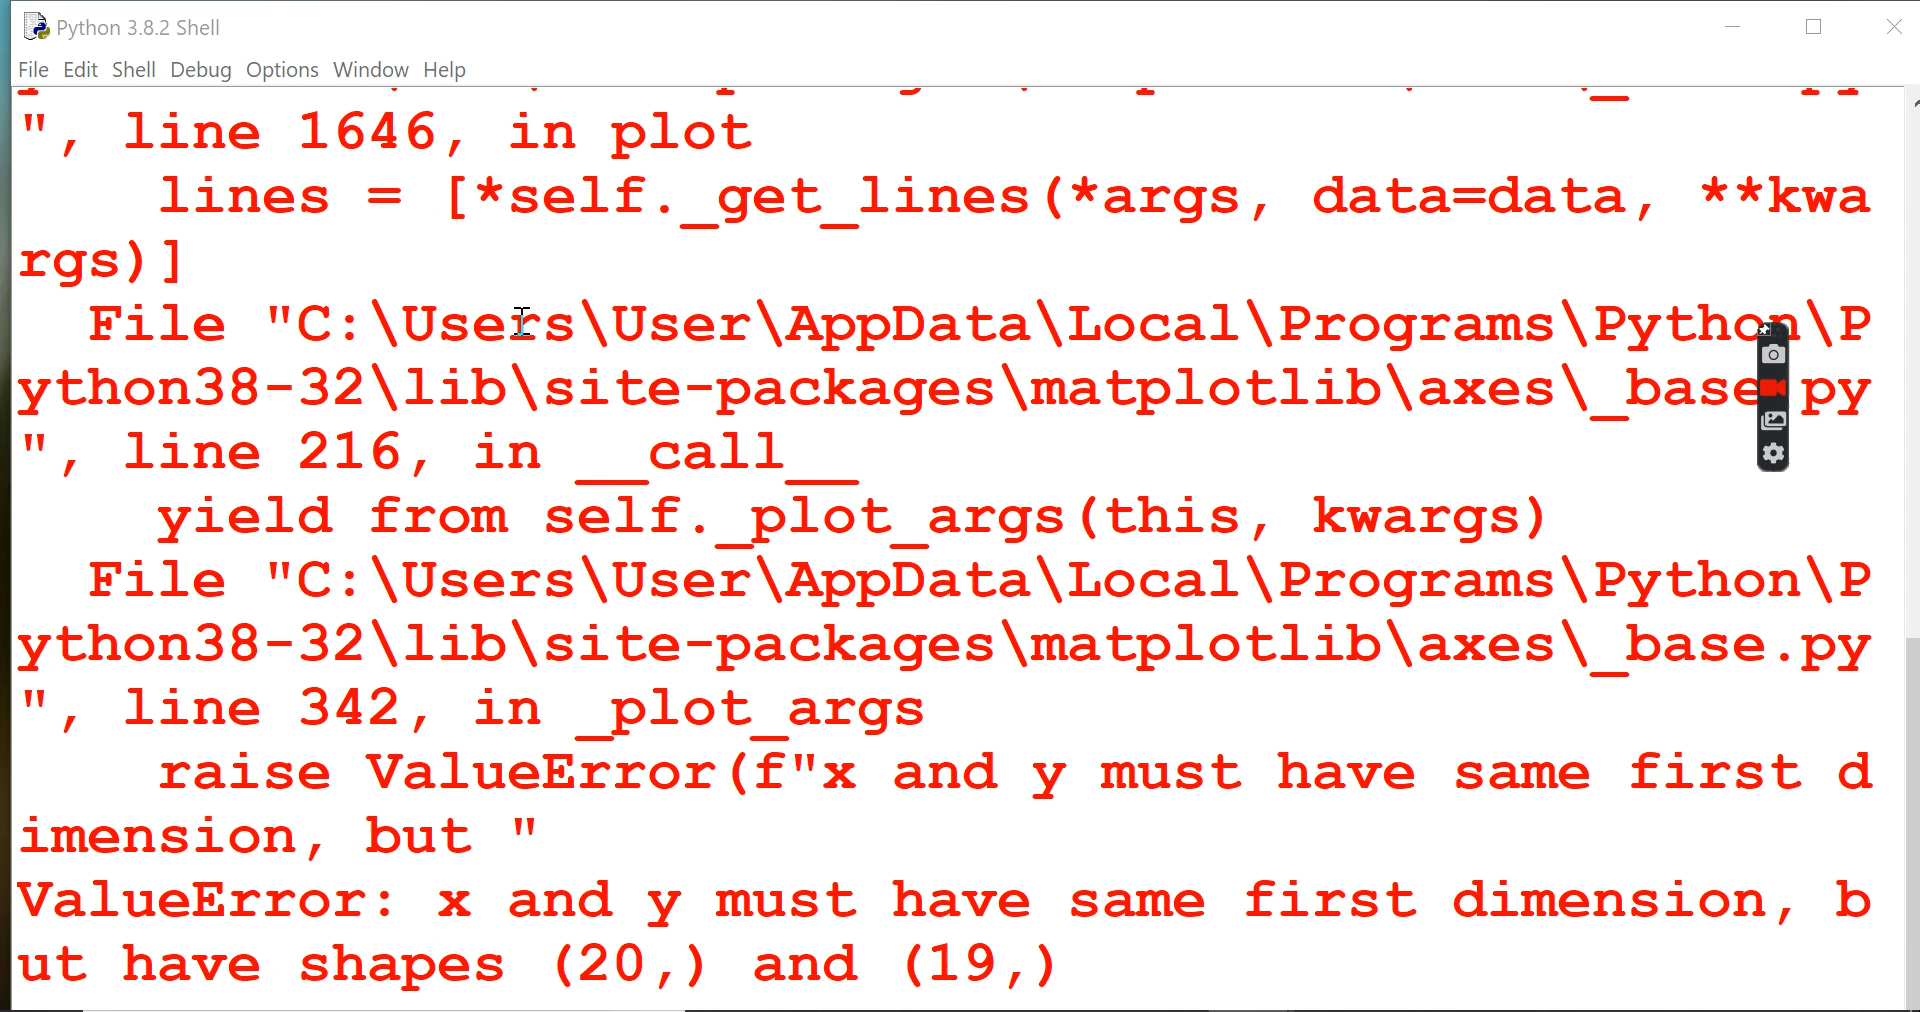 Python 3.8.2 Shell
File Edit Shell Debug Options Window Help
", line 1646, in plot
lines = [*self._get_lines(*args, data=data, **kwa
rgs)]
File "C:\Users\User\AppData\Local\Programs\Python\P
ython38-32\lib\site-packages\matplotlib\axes\_base.py
", line 216, in __call__
yield from self._plot_args(this, kwargs)
File "C:\Users\User\AppData\Local\Programs\Python\P
ython38-32\lib\site-packages\matplotlib\axes\_base.py
", line 342, in _plot_args
raise ValueError(f"x and y must have same first d
imension, but "
ValueError: x and y must have same first dimension, b
ut have shapes (20,) and (19,)